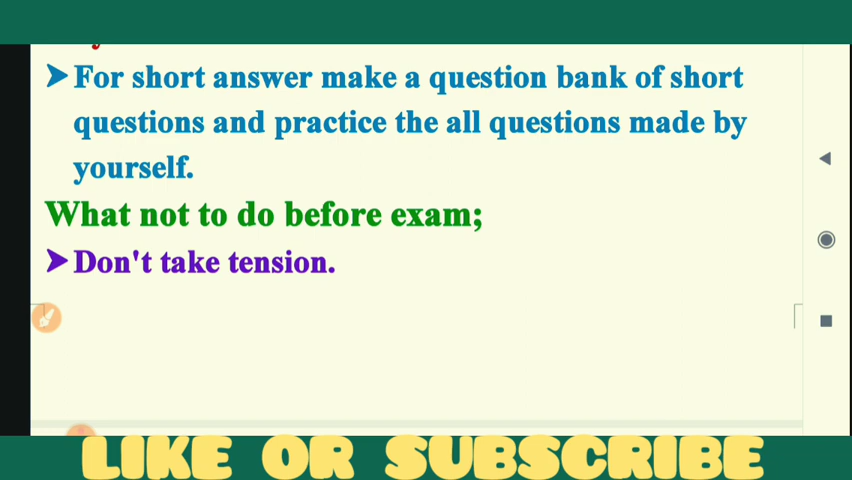 ➤For short answer make a question bank of short
questions and practice the all questions made by
yourself.
What not to do before exam;
➤Don't take tension.
LIKE OR SUBSCRIBE